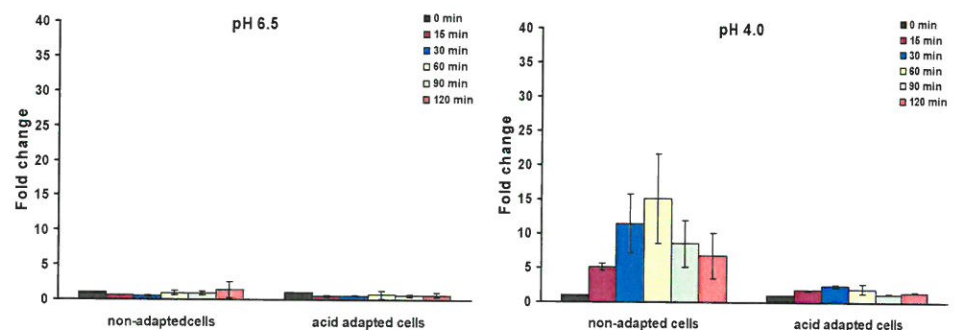 pH 6.5
40
35
30
25
20
15
10
5
0
Fold change
0 min
15 min
30 min
60 min
90 min
120 min
non-adaptedcells
acid adapted cells
pH 4.0
40
35
30
25
20
15
10
5
0
Fold change
0 min
15 min
30 min
60 min
90 min
120 min
non-adapted cells
acid adapted cells